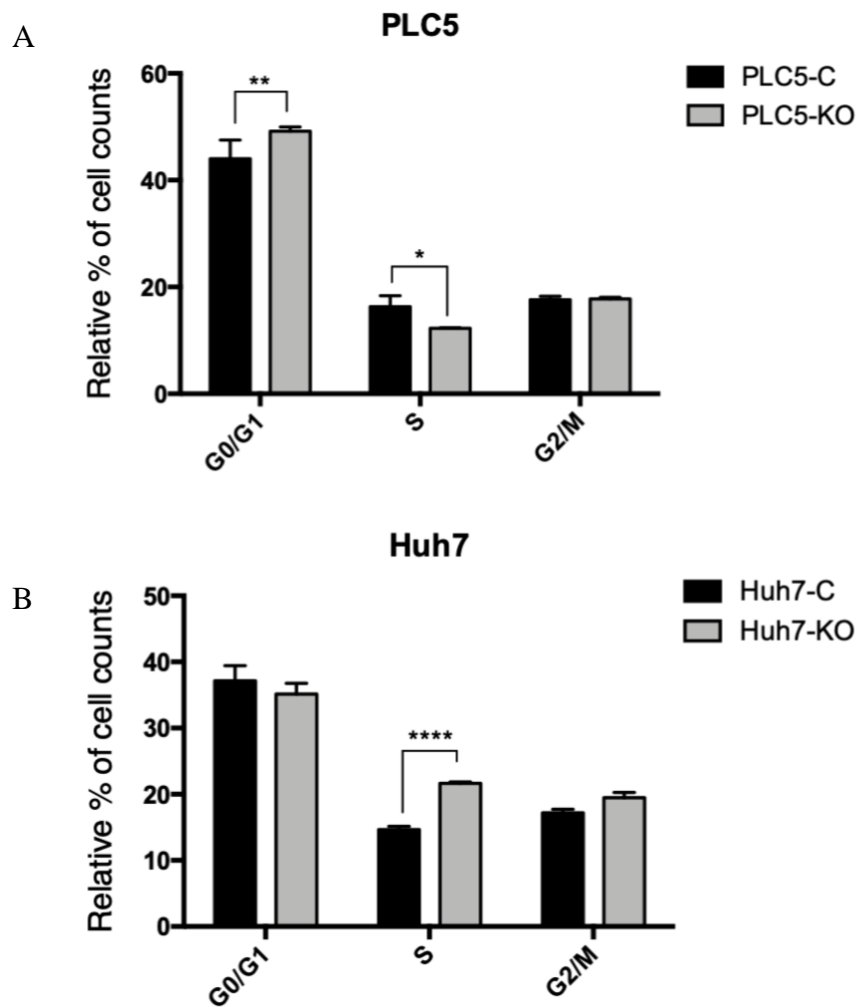 A
PLC5
Relative % of cell counts
60
40
20
0
**
*
G0/G1
S
G2/M
PLC5-C
PLC5-KO
B
Huh7
Relative % of cell counts
50
40
30
20
10
0
****
G0/G1
S
G2/M
Huh7-C
Huh7-KO